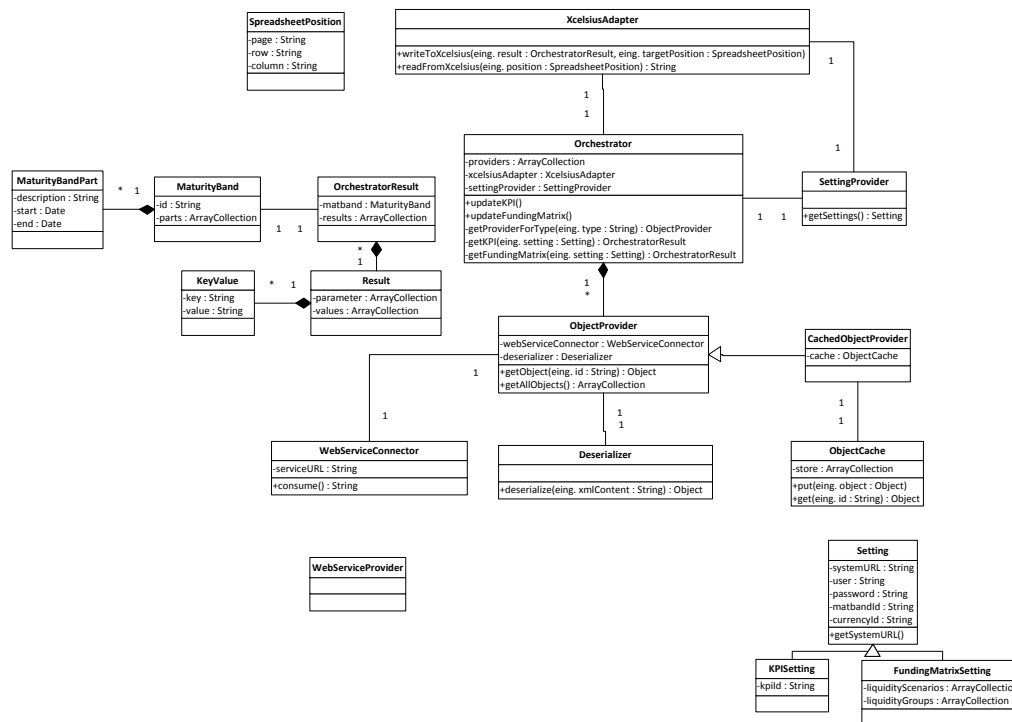 SpreadsheetPosition
-page : String
-row : String
-column : String
XcelsiusAdapter
+writeToXcelsius(eing. result : OrchestratorResult, eing. targetPosition : SpreadsheetPosition)
+readFromXcelsius(eing. position : SpreadsheetPosition) : String
1
1
1
1
Orchestrator
-providers : ArrayCollection
-xcelsiusAdapter : XcelsiusAdapter
-settingProvider : SettingProvider
+updateKPI()
+updateFundingMatrix()
-getProviderForType(eing. type : String) : ObjectProvider
-getKPI(eing. setting : Setting) : OrchestratorResult
-getFundingMatrix(eing. setting : Setting) : OrchestratorResult
1 1
SettingProvider
+getSettings() : Setting
MaturityBandPart
-description : String
-start : Date
-end : Date
* 1
MaturityBand
-id : String
-parts : ArrayCollection
1 1
OrchestratorResult
-matband : MaturityBand
-results : ArrayCollection
*
1
KeyValue
-key : String
-value : String
* 1
Result
-parameter : ArrayCollection
-values : ArrayCollection
1
*
ObjectProvider
-webServiceConnector : WebServiceConnector
-deserializer : Deserializer
+getObject(eing. id : String) : Object
+getAllObjects() : ArrayCollection
CachedObjectProvider
-cache : ObjectCache
1
1
1
1
1
1
WebServiceConnector
-serviceURL : String
+consume() : String
Deserializer
+deserialize(eing. xmlContent : String) : Object
ObjectCache
-store : ArrayCollection
+put(eing. object : Object)
+get(eing. id : String) : Object
WebServiceProvider
Setting
-systemURL : String
-user : String
-password : String
-matbandId : String
-currencyId : String
+getSystemURL()
KPISetting
-kpiId : String
FundingMatrixSetting
-liquidityScenarios : ArrayCollection
-liquidityGroups : ArrayCollection